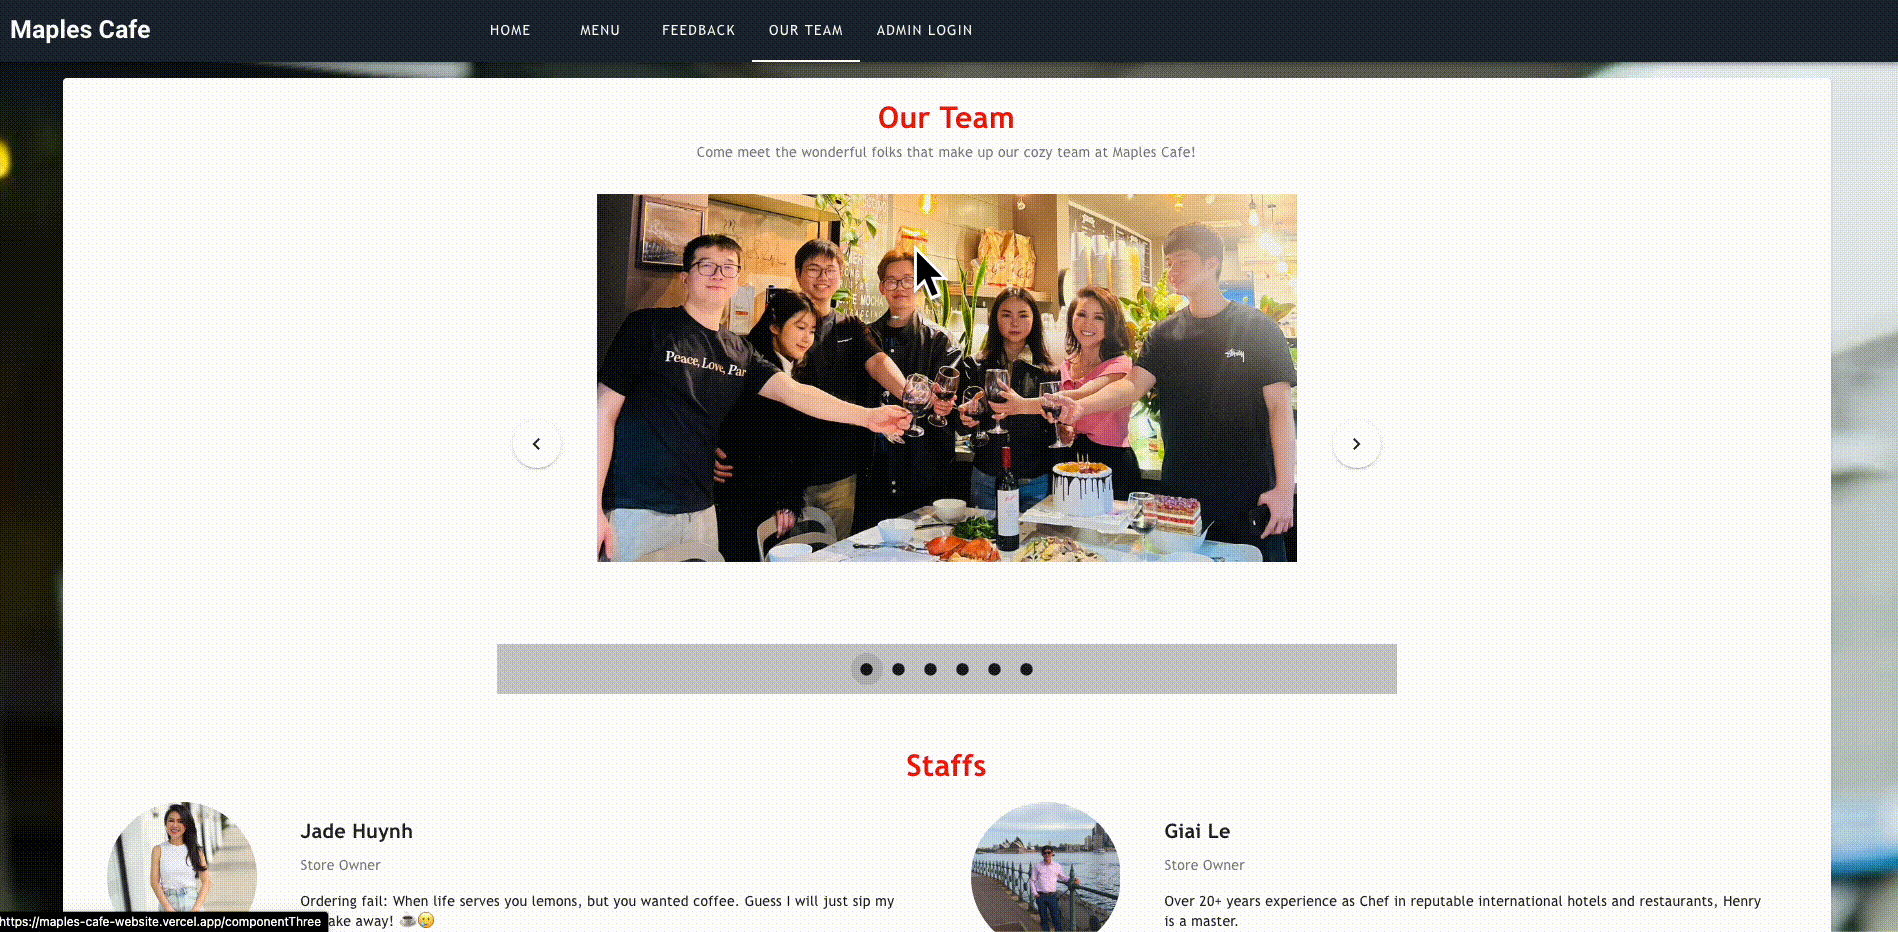 Maples Cafe
HOME
MENU
FEEDBACK
OUR TEAM
ADMIN LOGIN
Our Team
Come meet the wonderful folks that make up our cozy team at Maples Cafe!
Peace, Love, Par
Staffs
Jade Huynh
Store Owner
Ordering fail: When life serves you lemons, but you wanted coffee. Guess I will just sip my
ake away! ☕🥲
Giai Le
Store Owner
Over 20+ years experience as Chef in reputable international hotels and restaurants, Henry
is a master.
https://maples-cafe-website.vercel.app/componentThree